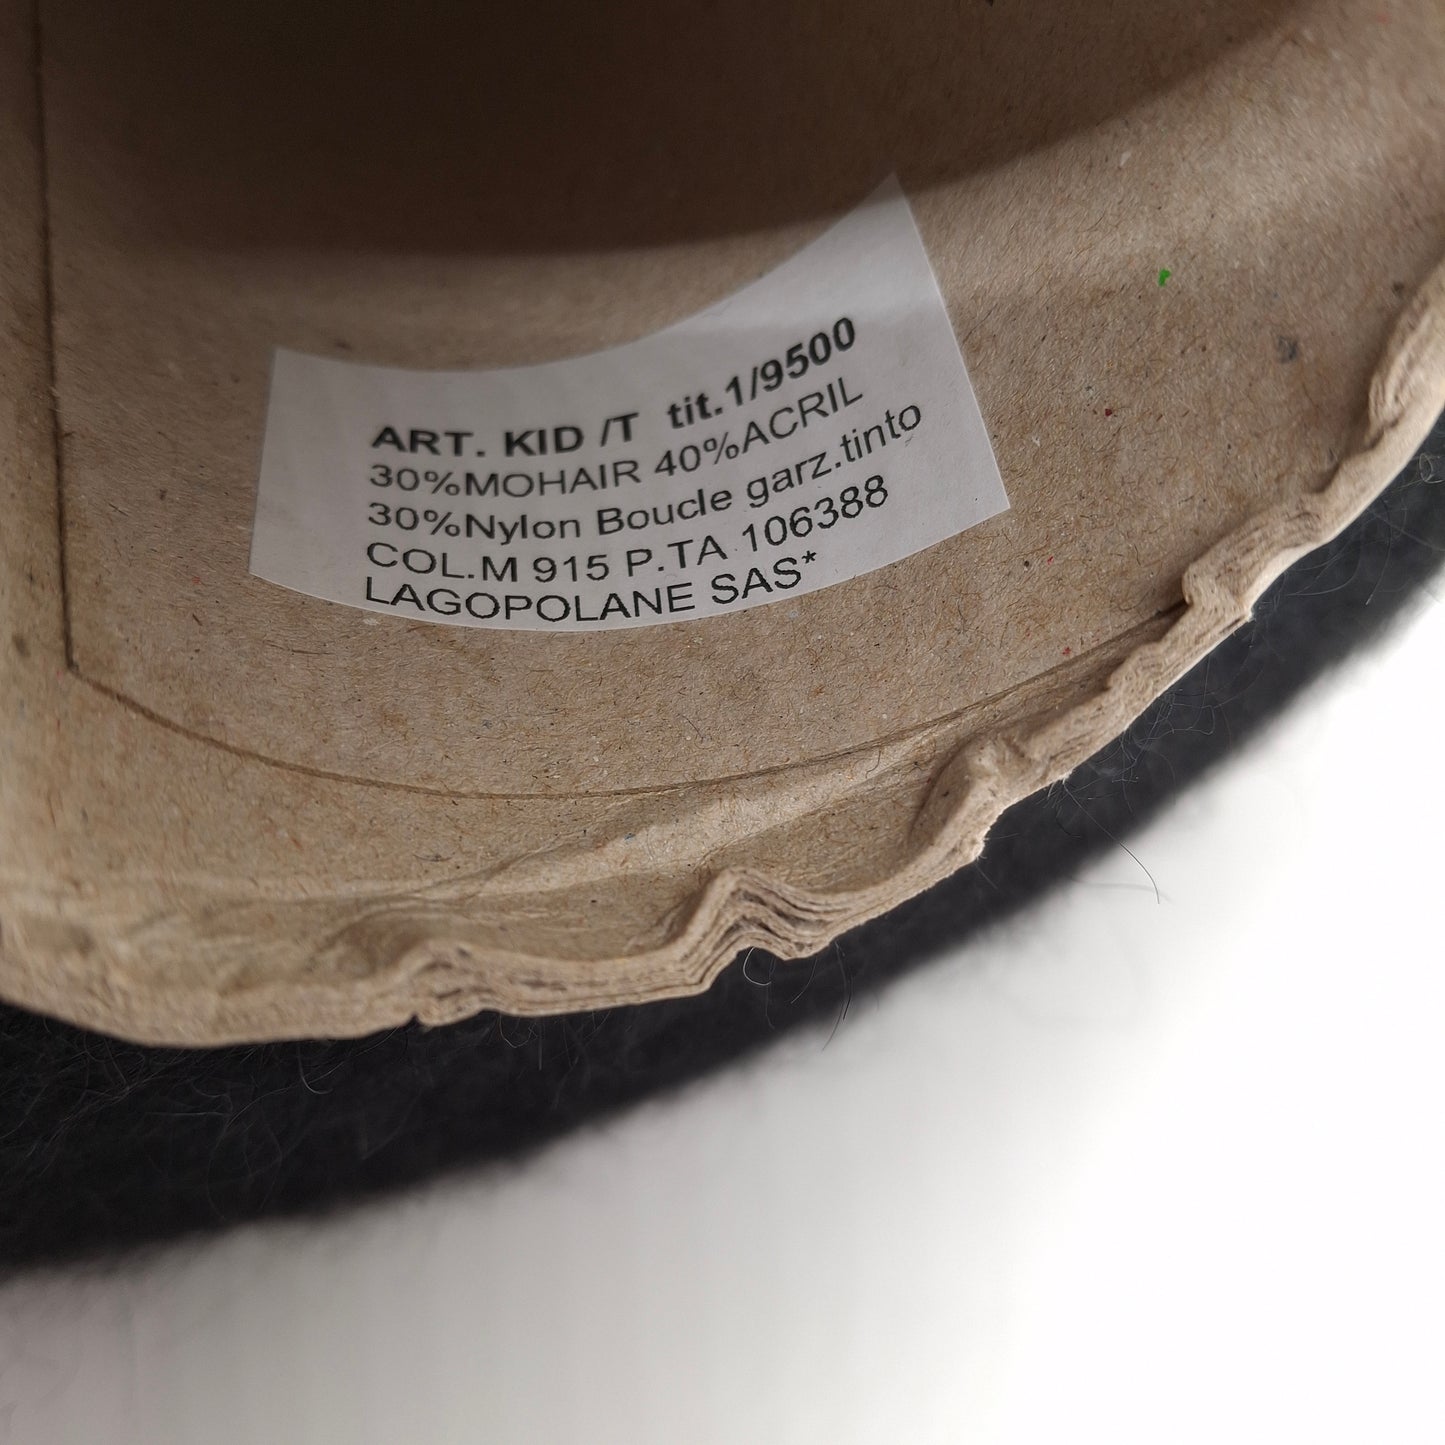 ART. KID /T tit.1/9500
30%MOHAIR 40%ACRIL
30%Nylon Boucle garz.tinto
COL.M 915 P.TA 106388
LAGOPOLANE SAS*